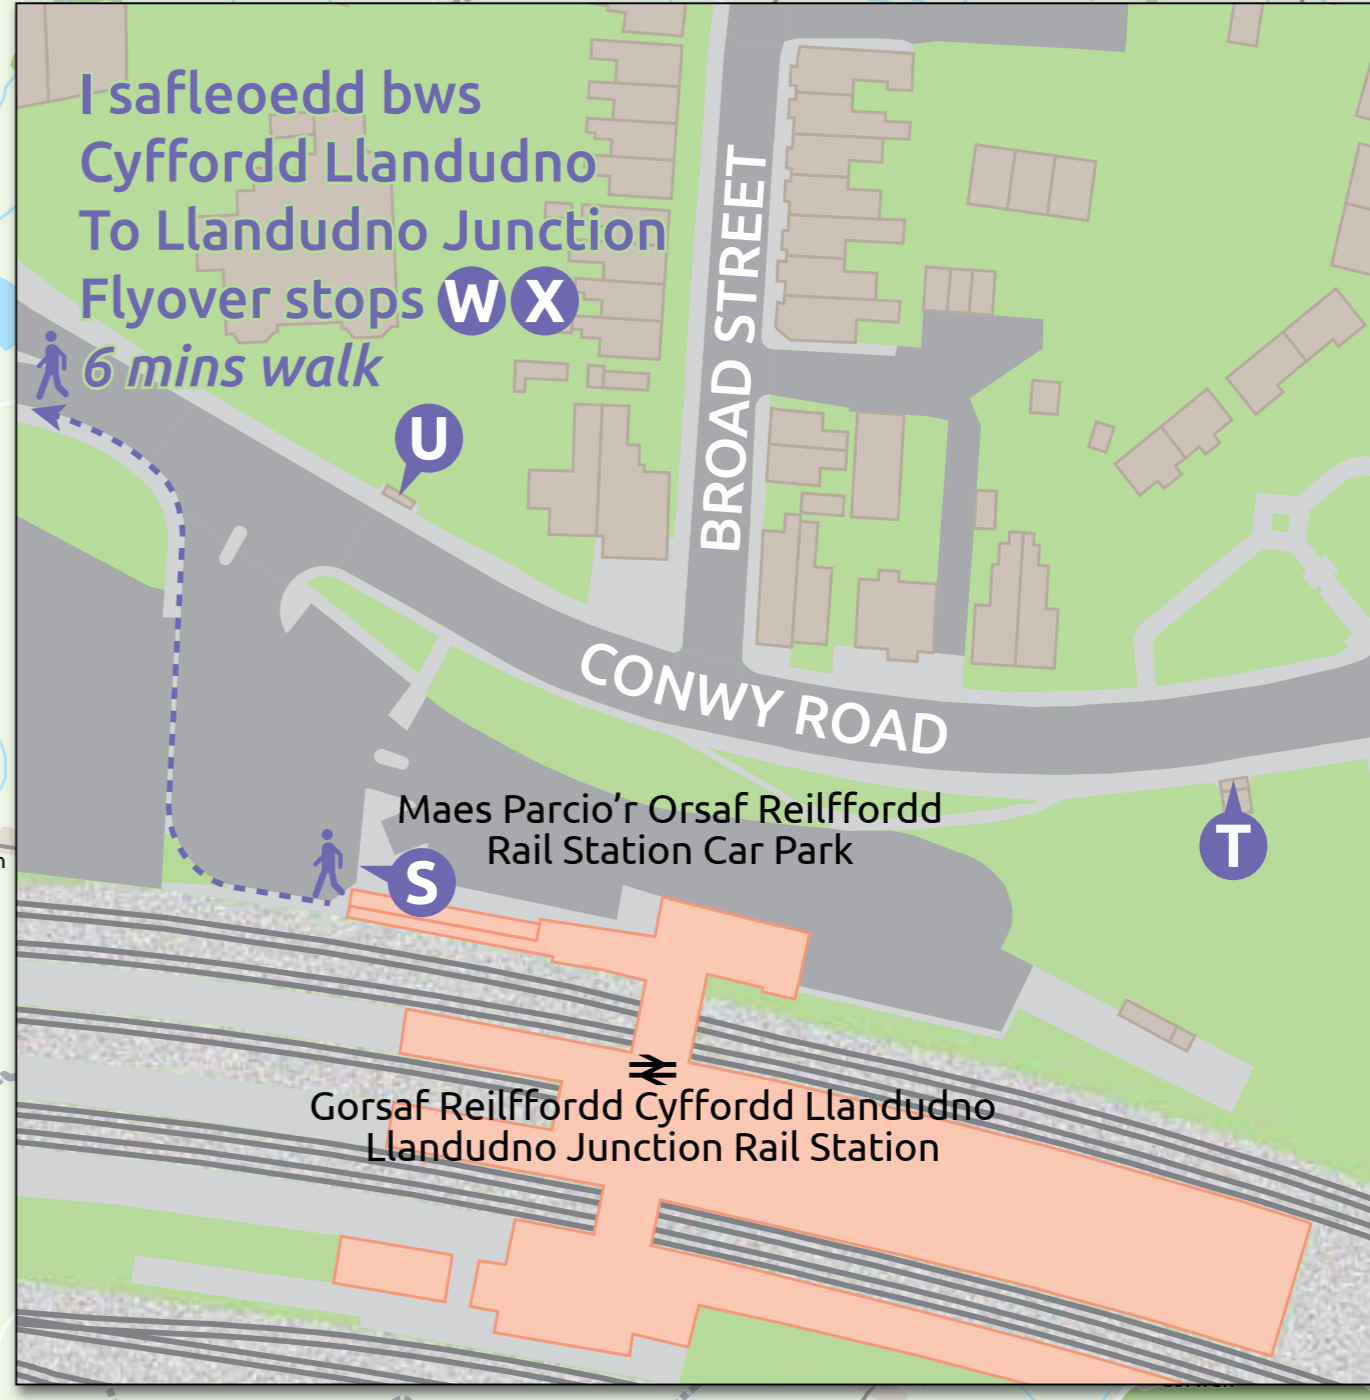 I safleoedd bws
Cyffordd Llandudno
To Llandudno Junction
Flyover stops W X
6 mins walk
U
BROAD STREET
CONWY ROAD
Maes Parcio’r Orsaf Reilffordd
Rail Station Car Park
T
S
Gorsaf Reilffordd Cyffordd Llandudno
Llandudno Junction Rail Station